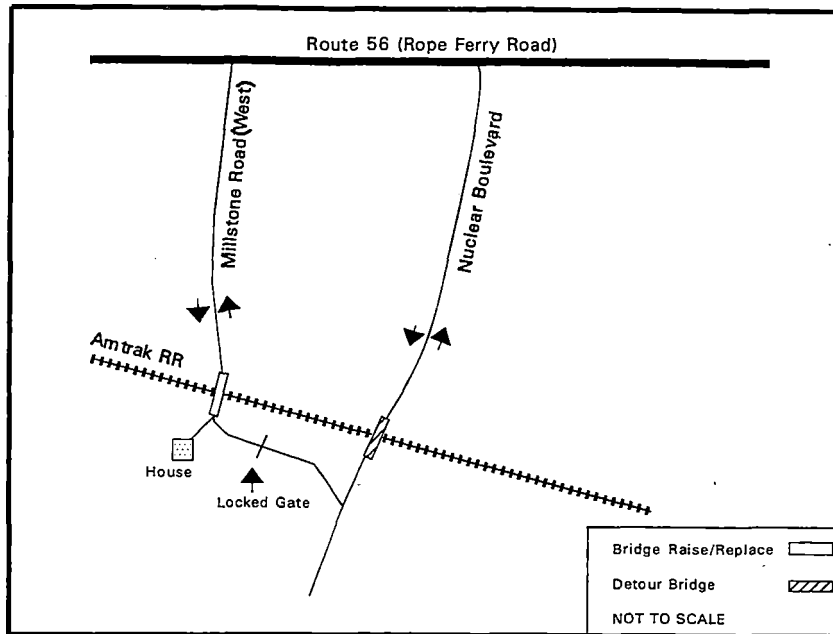 Route 56 (Rope Ferry Road)
Millstone Road (West)
Nuclear Boulevard
Amtrak RR
House
Locked Gate
Bridge Raise/Replace
Detour Bridge
NOT TO SCALE